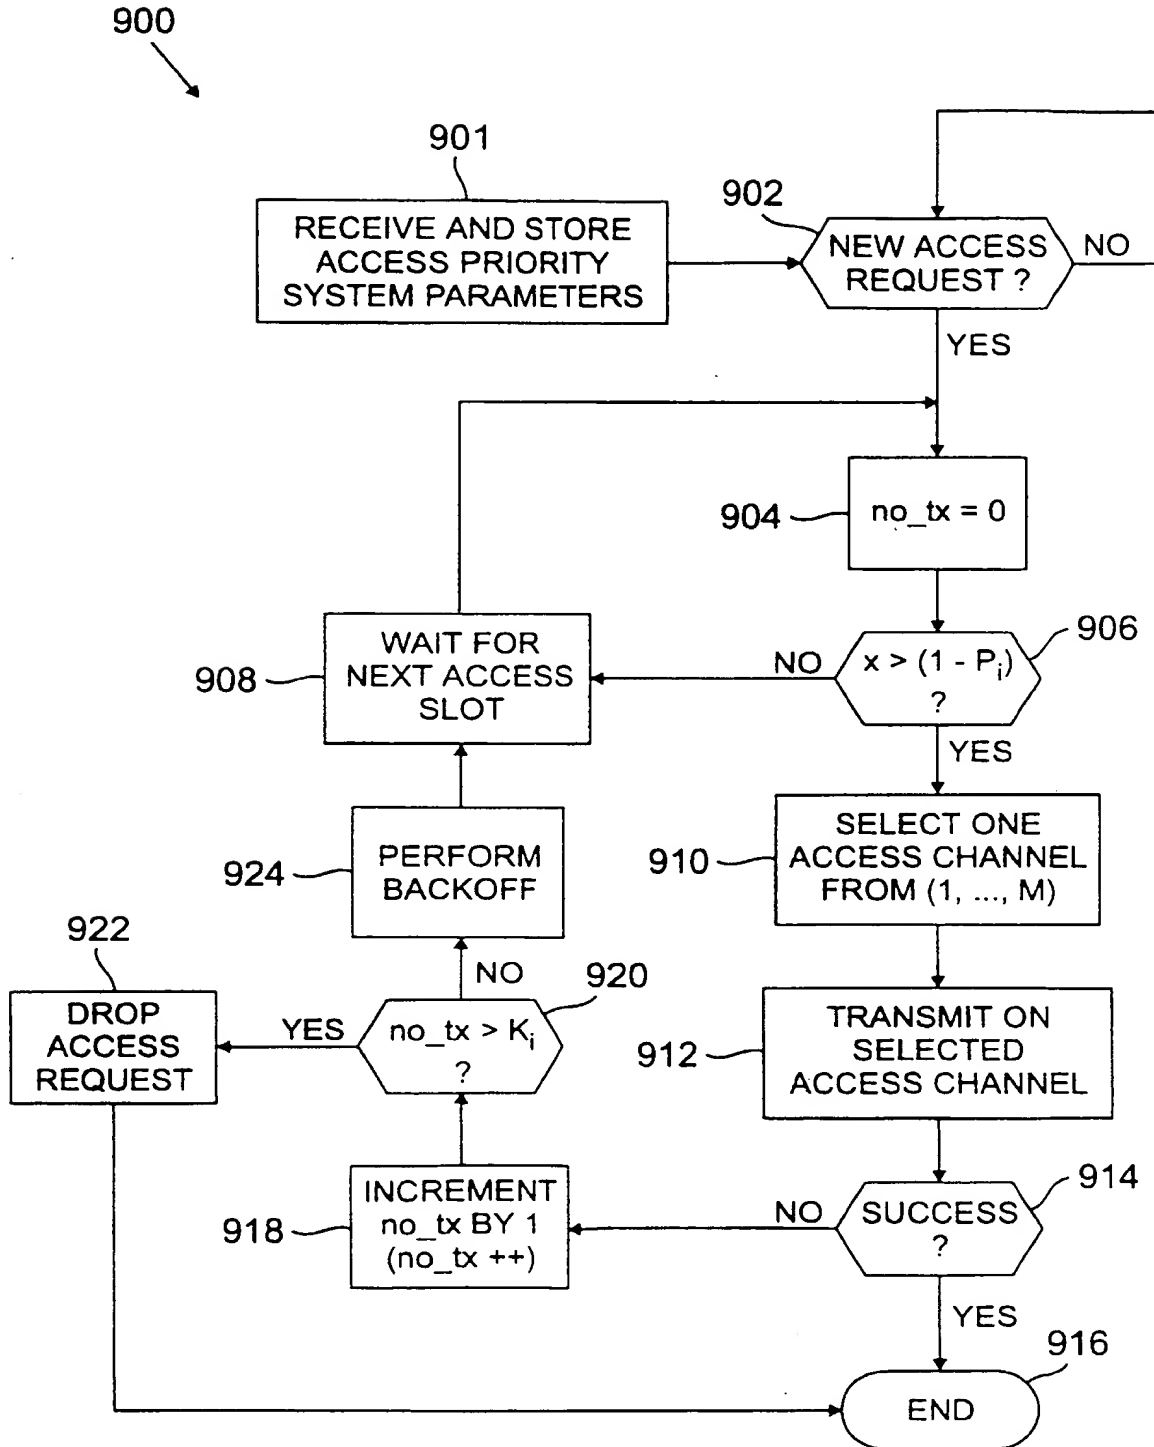 900
901
RECEIVE AND STORE
ACCESS PRIORITY
SYSTEM PARAMETERS
902
NEW ACCESS
REQUEST ?
NO
YES
904
no_tx = 0
906
x > (1 - Pi)
?
NO
YES
908
WAIT FOR
NEXT ACCESS
SLOT
910
SELECT ONE
ACCESS CHANNEL
FROM (1, ..., M)
924
PERFORM
BACKOFF
912
TRANSMIT ON
SELECTED
ACCESS CHANNEL
922
DROP
ACCESS
REQUEST
YES
NO
920
no_tx > Ki
?
914
SUCCESS
?
NO
YES
918
INCREMENT
no_tx BY 1
(no_tx ++)
916
END